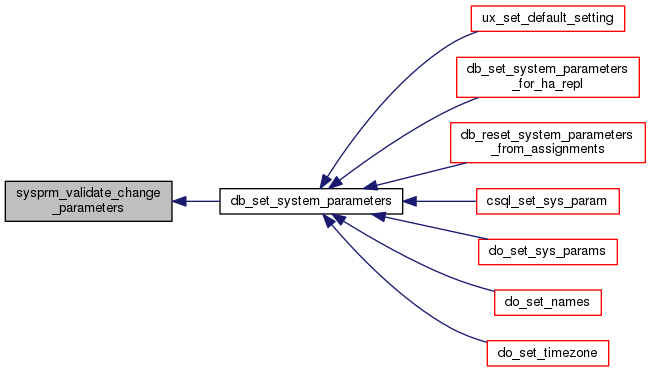 ux_set_default_setting
db_set_system_parameters
_for_ha_repl
db_reset_system_parameters
_from_assignments
sysprm_validate_change
_parameters
db_set_system_parameters
csql_set_sys_param
do_set_sys_params
do_set_names
do_set_timezone